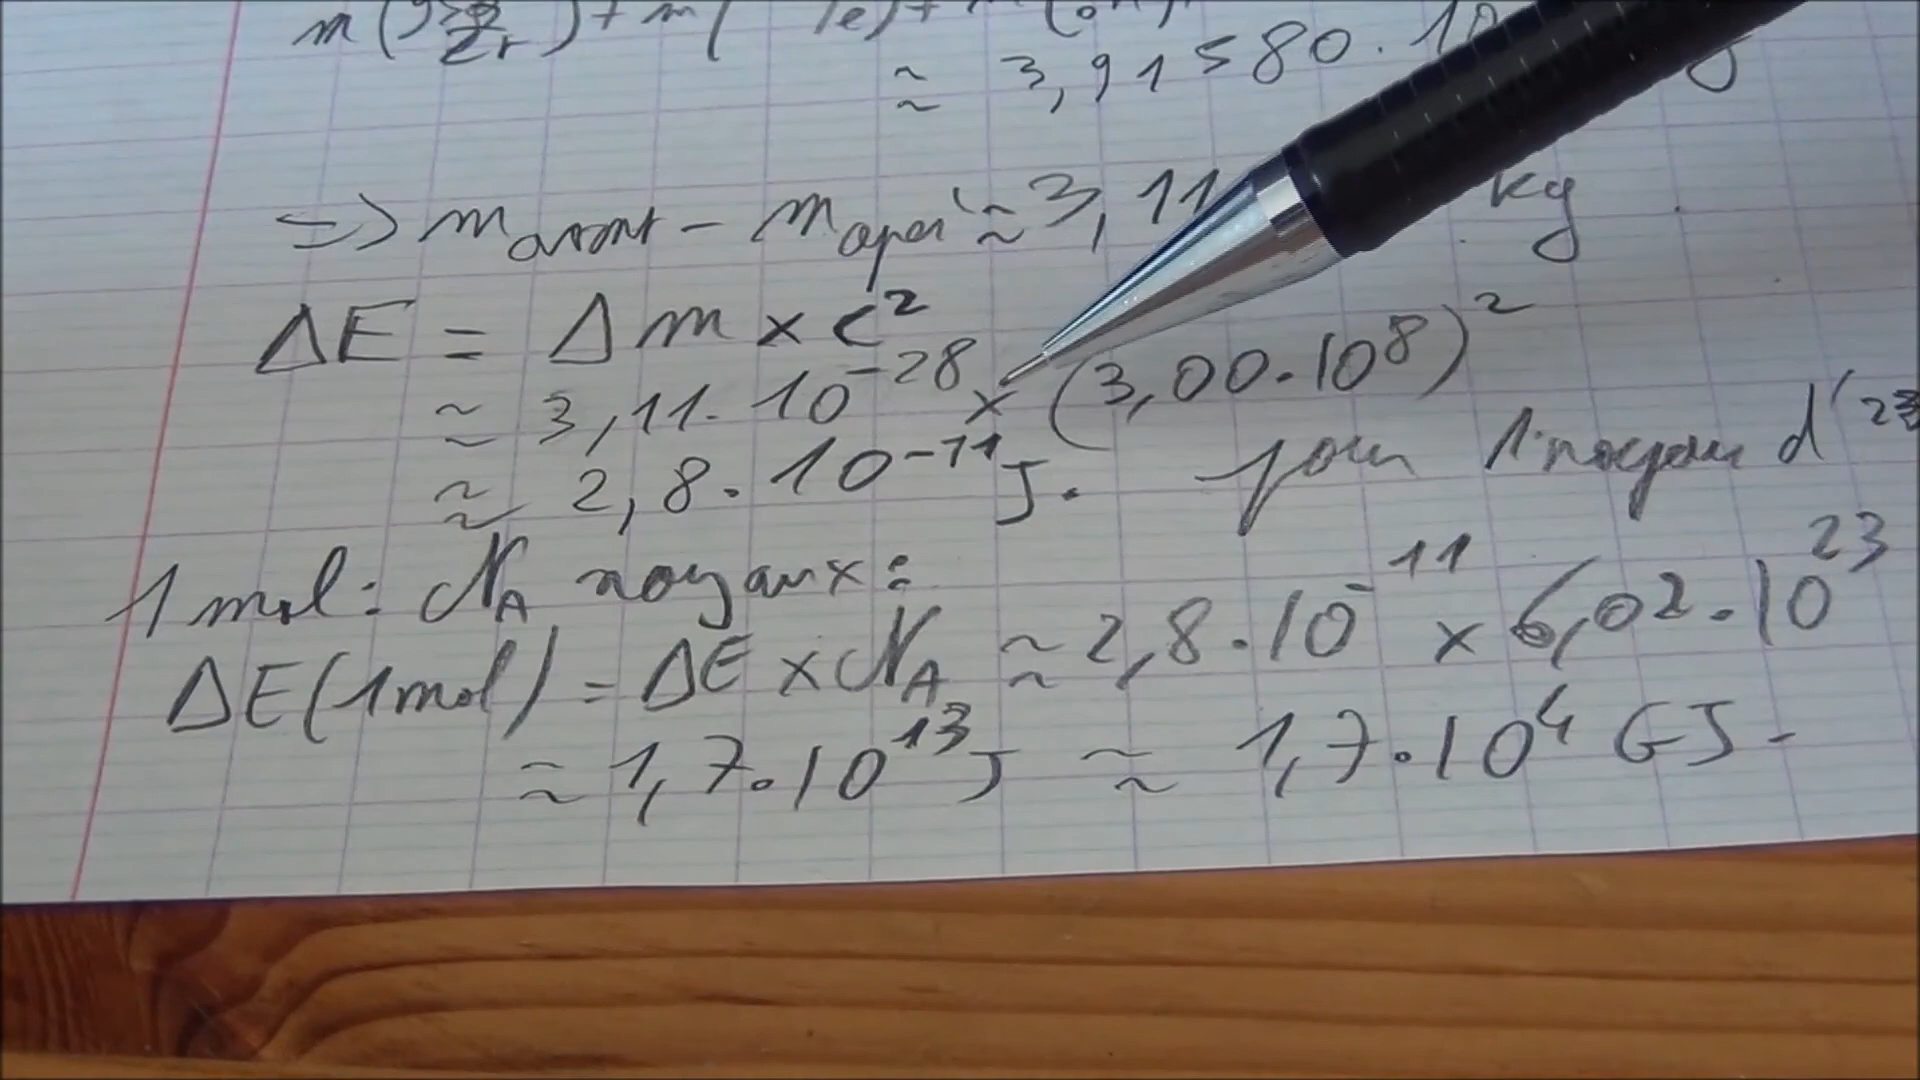 ≈ 3,91580.10
=> m avant - m après ≈ 3,11 kg
ΔE = Δm × c²
≈ 3,11.10⁻²⁸ × (3,00.10⁸)²
≈ 2,8.10⁻¹¹ J. pour 1 noyau d'
1 mol: N_A noyaux:
ΔE(1mol) = ΔE × N_A ≈ 2,8.10⁻¹¹ × 6,02.10²³
≈ 1,7.10¹³ J ≈ 1,7.10⁴ GJ.